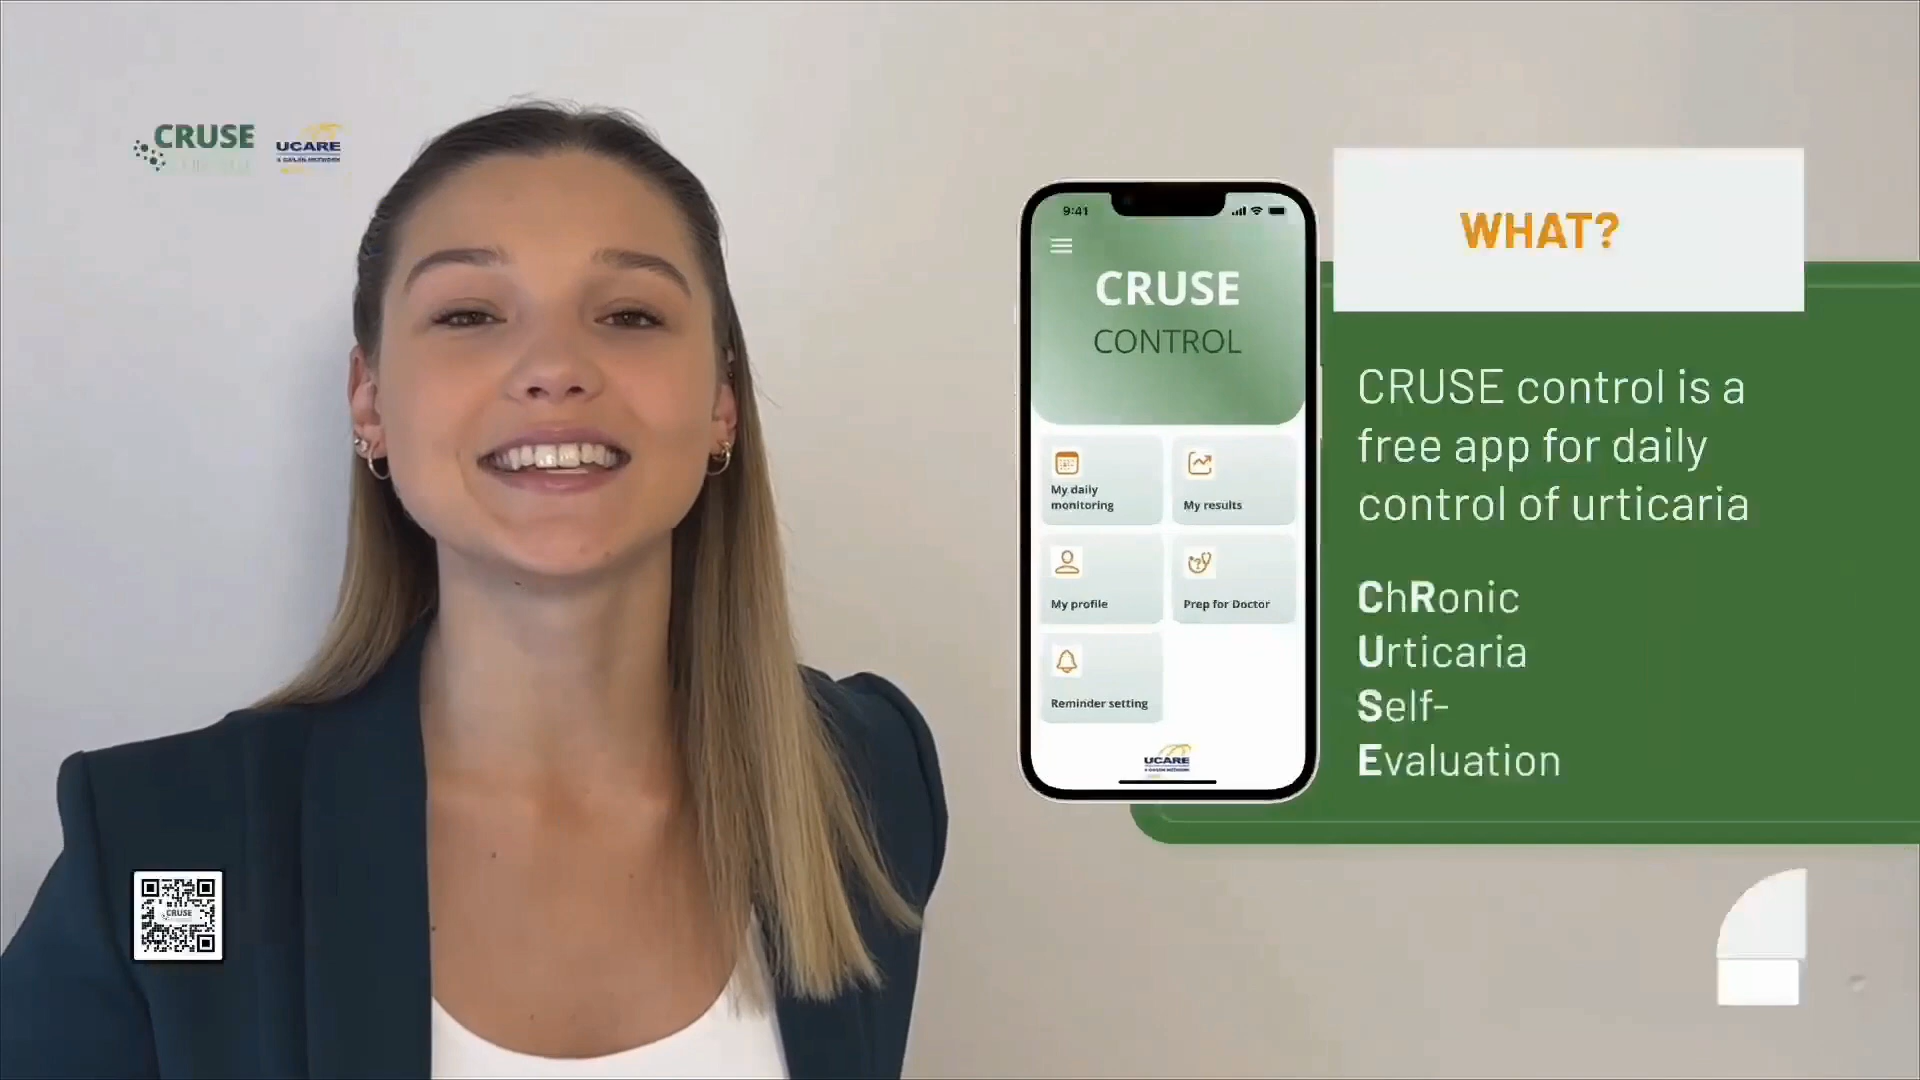 CRUSE
UCARE
WHAT?
9:41
CRUSE
CONTROL
My daily
monitoring
My results
My profile
Prep for Doctor
Reminder setting
UCARE
CRUSE control is a
free app for daily
control of urticaria
ChRonic
Urticaria
Self-
Evaluation
CRUSE